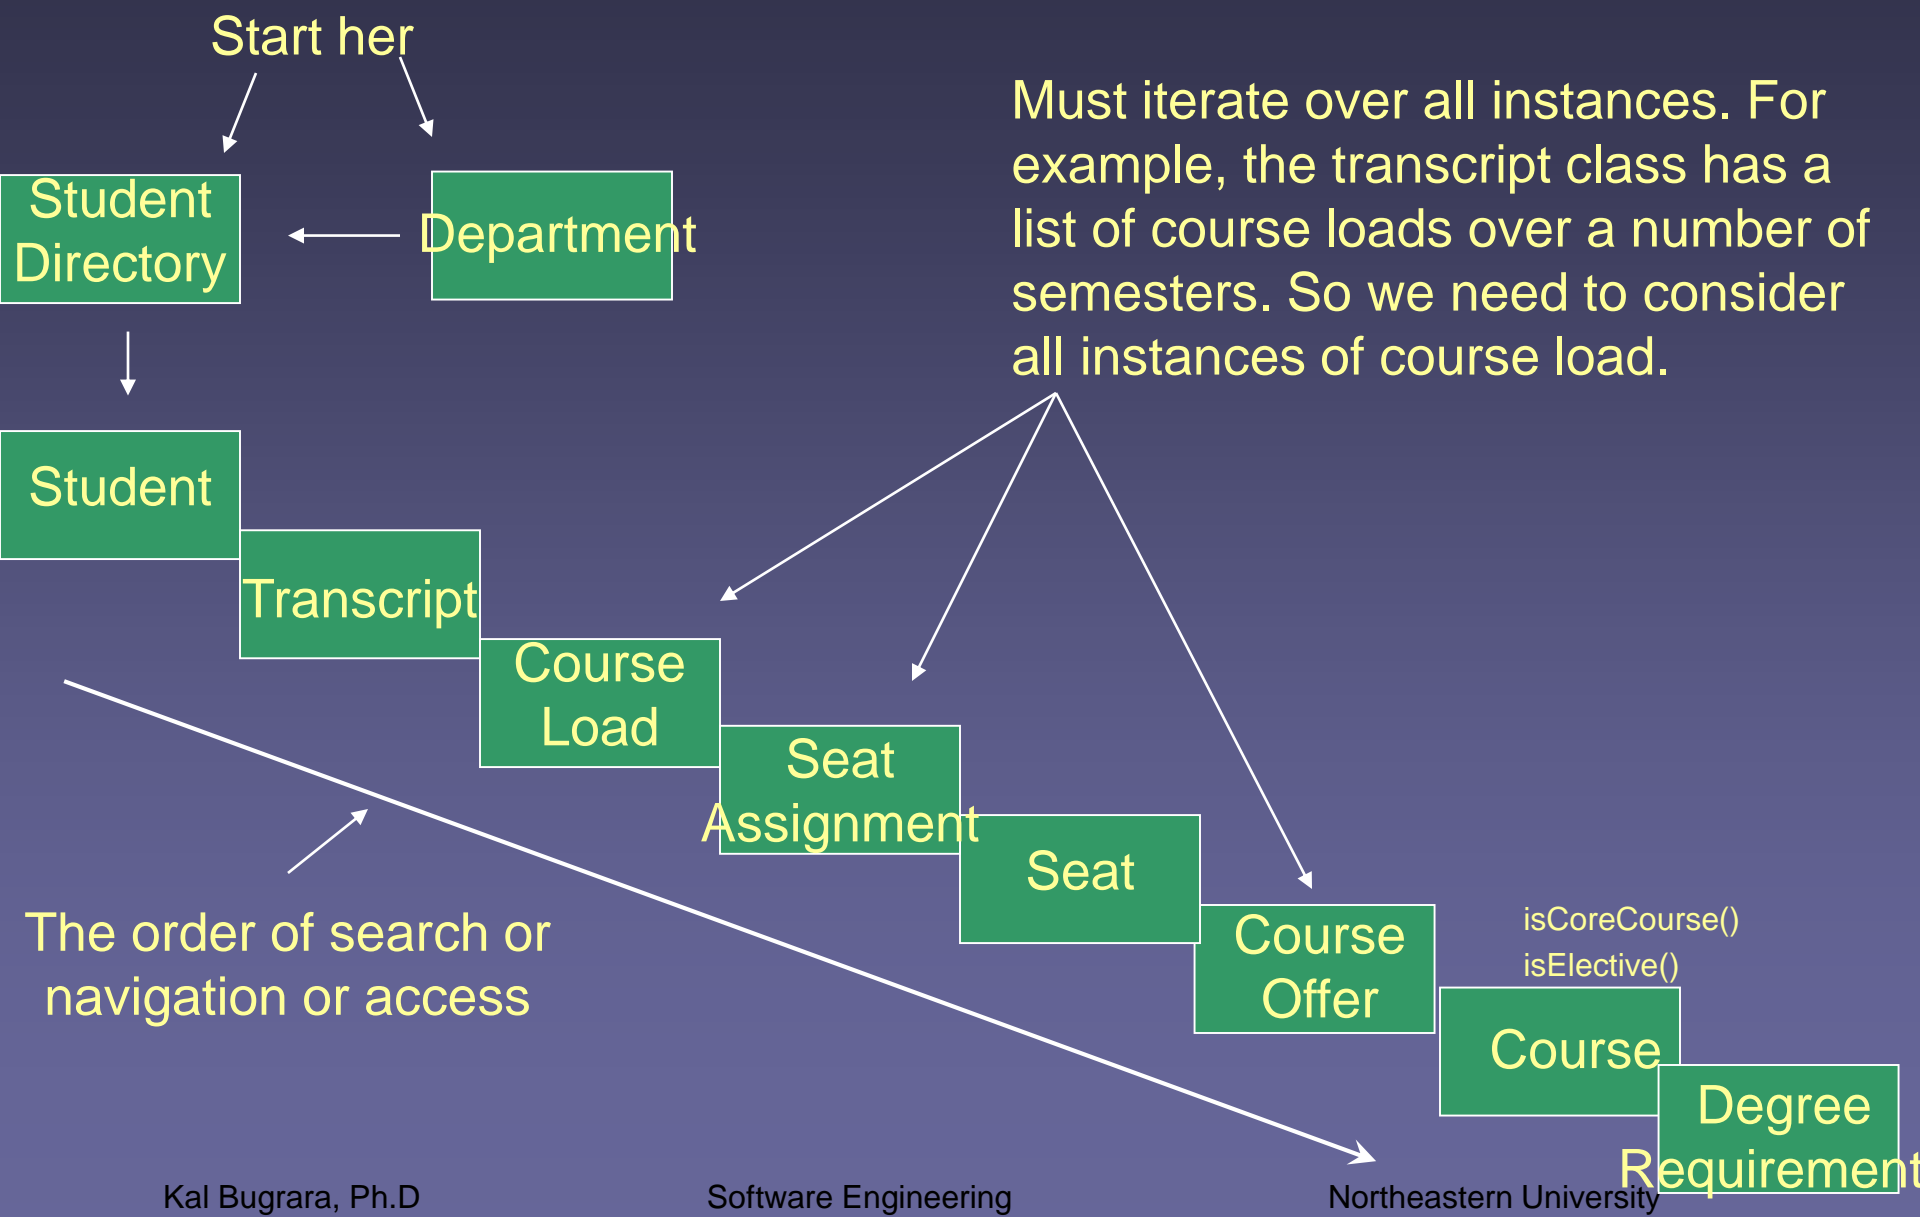 Start her
Must iterate over all instances. For
example, the transcript class has a
list of course loads over a number of
semesters. So we need to consider
all instances of course load.
Student
Directory
Department
Student
Transcript
Course
Load
Seat
Assignment
Seat
Course
Offer
isCoreCourse()
isElective()
Course
Degree
Requirement
The order of search or
navigation or access
Kal Bugrara, Ph.D
Software Engineering
Northeastern University